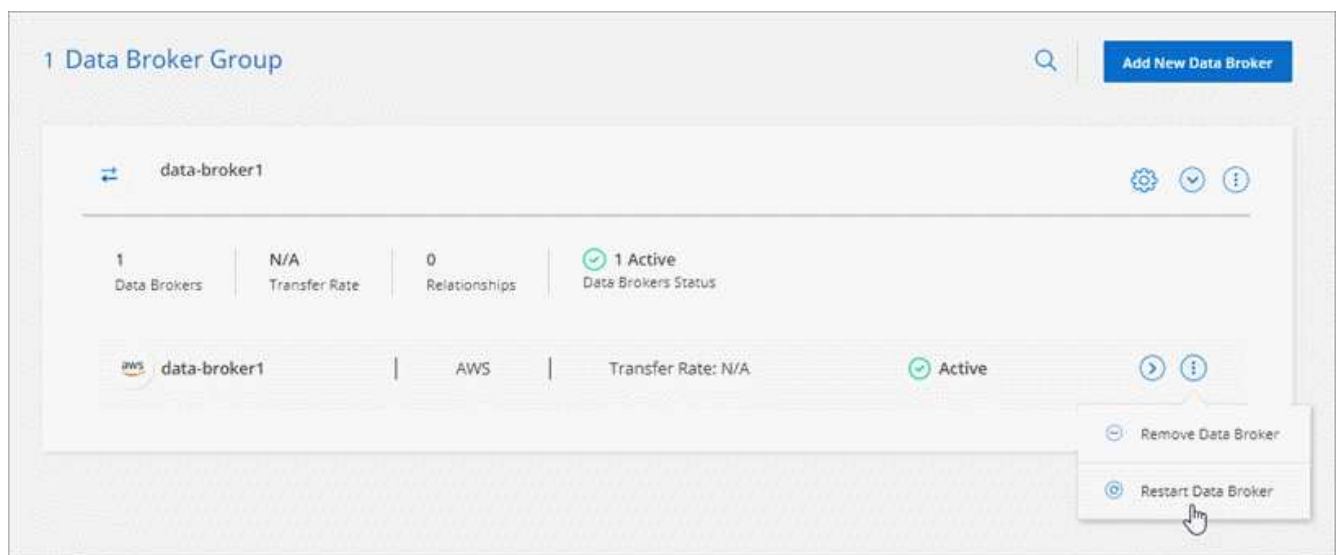 1 Data Broker Group
Add New Data Broker
data-broker1
1
Data Brokers
N/A
Transfer Rate
0
Relationships
1 Active
Data Brokers Status
aws
data-broker1
AWS
Transfer Rate: N/A
Active
Remove Data Broker
Restart Data Broker